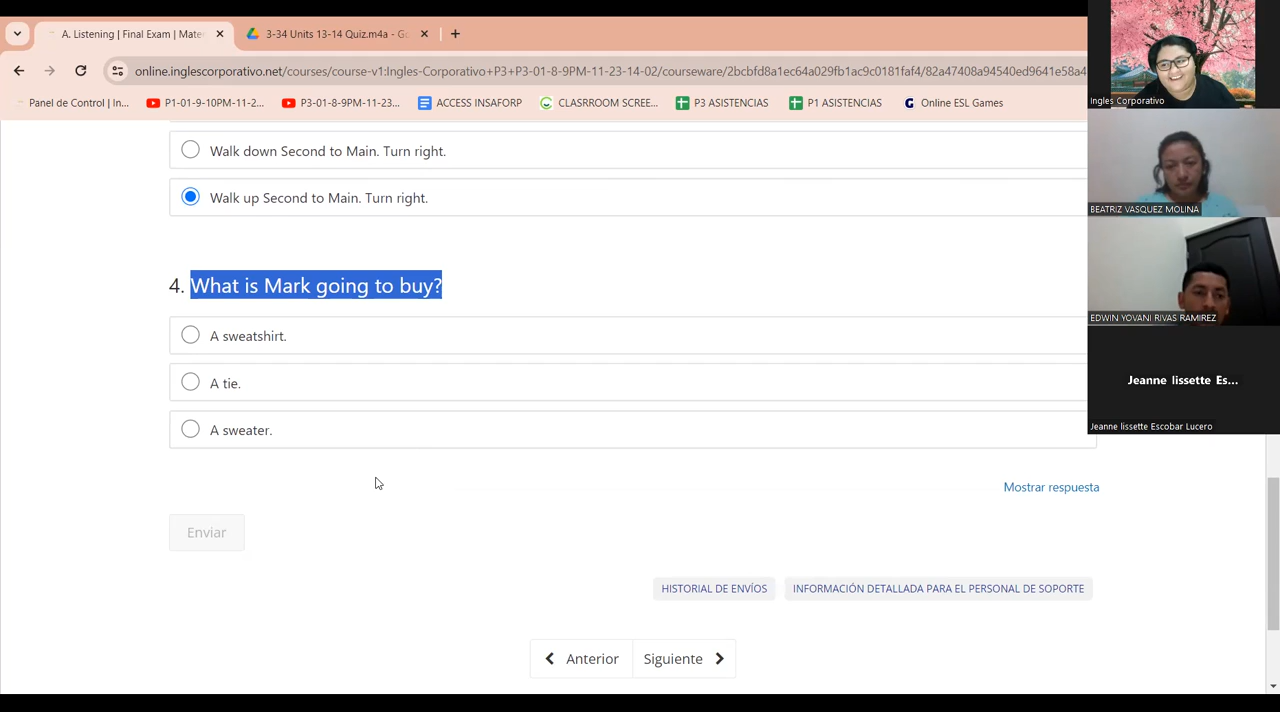 A. Listening | Final Exam | Mate
3-34 Units 13-14 Quiz.m4a - Go
online.inglescorporativo.net/courses/course-v1:Ingles-Corporativo+P3+P3-01-8-9PM-11-23-14-02/courseware/2bcbfd8a1ec64a029fb1ac9c0181faf4/82a47408a94540ed9641e58a4
Panel de Control | In...
P1-01-9-10PM-11-2...
P3-01-8-9PM-11-23...
ACCESS INSAFORP
CLASSROOM SCREE...
P3 ASISTENCIAS
P1 ASISTENCIAS
Online ESL Games
Walk down Second to Main. Turn right.
Walk up Second to Main. Turn right.
4. What is Mark going to buy?
A sweatshirt.
A tie.
A sweater.
Mostrar respuesta
Enviar
HISTORIAL DE ENVÍOS
INFORMACIÓN DETALLADA PARA EL PERSONAL DE SOPORTE
Anterior
Siguiente
Ingles Corporativo
BEATRIZ VASQUEZ MOLINA
EDWIN YOVANI RIVAS RAMIREZ
Jeanne lissette Es...
Jeanne lissette Escobar Lucero